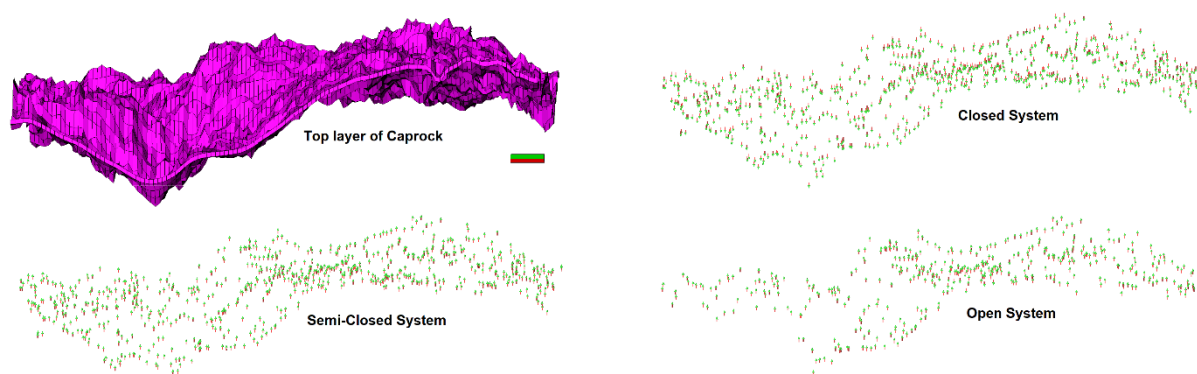 Top layer of Caprock
Closed System
Semi-Closed System
Open System